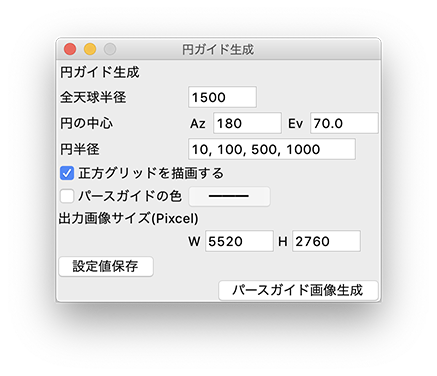 円ガイド生成
円ガイド生成
全天球半径 1500
円の中心 Az 180 Ev 70.0
円半径 10, 100, 500, 1000
正方グリッドを描画する
パースガイドの色
出力画像サイズ(Pixcel)
W 5520 H 2760
設定値保存
パースガイド画像生成